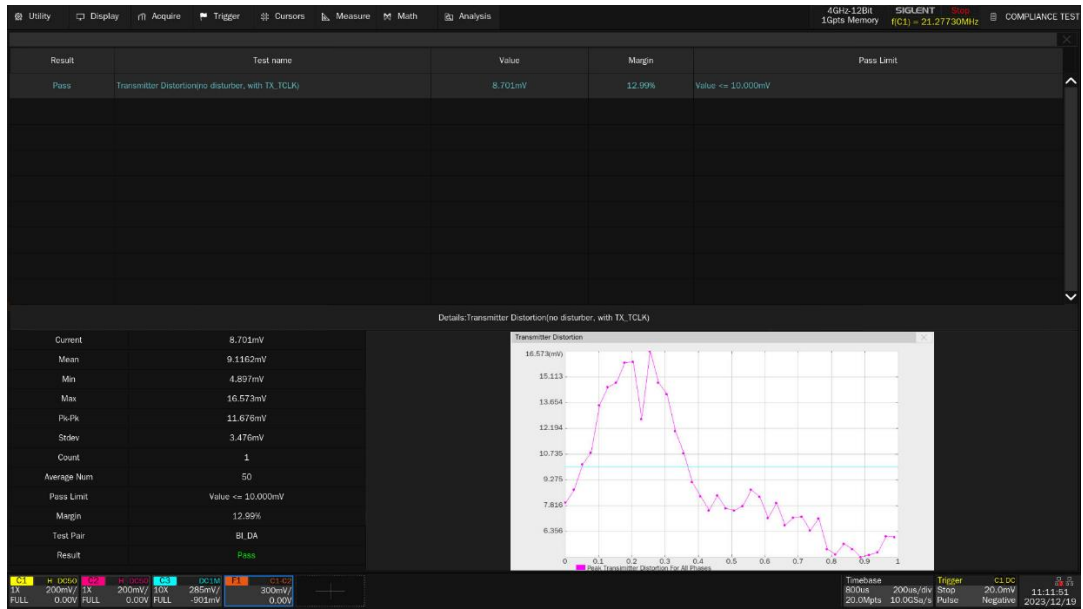 Utility Display Acquire Trigger Cursors Measure Math Analysis 4GHz-12Bit SIGLENT Stop COMPLIANCE TEST
1Gpts Memory f(C1) = 21.27730MHz
Result Test name Value Margin Pass Limit
Pass Transmitter Distortion(no disturber, with TX_TCLK) 8.701mV 12.99% Value <= 10.000mV
Details:Transmitter Distortion(no disturber, with TX_TCLK)
Current 8.701mV
Mean 9.1162mV
Min 4.897mV
Max 16.573mV
Pk-Pk 11.676mV
Stdev 3.476mV
Count 1
Average Num 50
Pass Limit Value <= 10.000mV
Margin 12.99%
Test Pair BI_DA
Result Pass
Transmitter Distortion
16.573(mV)
15.113
13.654
12.194
10.735
9.275
7.816
6.356
0 0.1 0.2 0.3 0.4 0.5 0.6 0.7 0.8 0.9 1
Peak Transmitter Distortion For All Phases
C1 H DC50 C2 H DC50 C3 DC1M F1 C1-C2 Timebase Trigger C1 DC
1X 200mV/ 1X 200mV/ 10X 285mV/ 300mV/ 800us 200us/div Stop 20.0mV 11:11:51
FULL 0.00V FULL 0.00V FULL -901mV 0.00V 20.0Mpts 10.0GSa/s Pulse Negative 2023/12/19